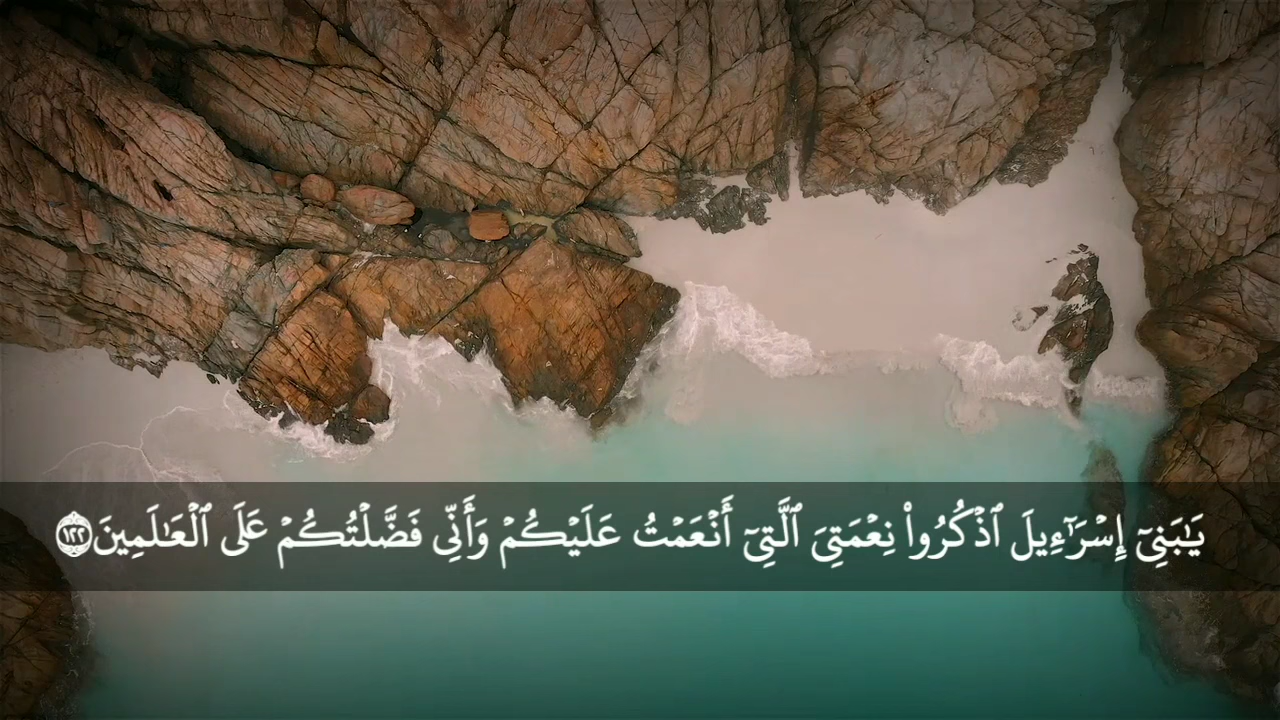 يَـٰبَنِىٓ إِسْرَٰٓءِيلَ ٱذْكُرُوا۟ نِعْمَتِىَ ٱلَّتِىٓ أَنْعَمْتُ عَلَيْكُمْ وَأَنِّى فَضَّلْتُكُمْ عَلَى ٱلْعَـٰلَمِينَ ١٢٢